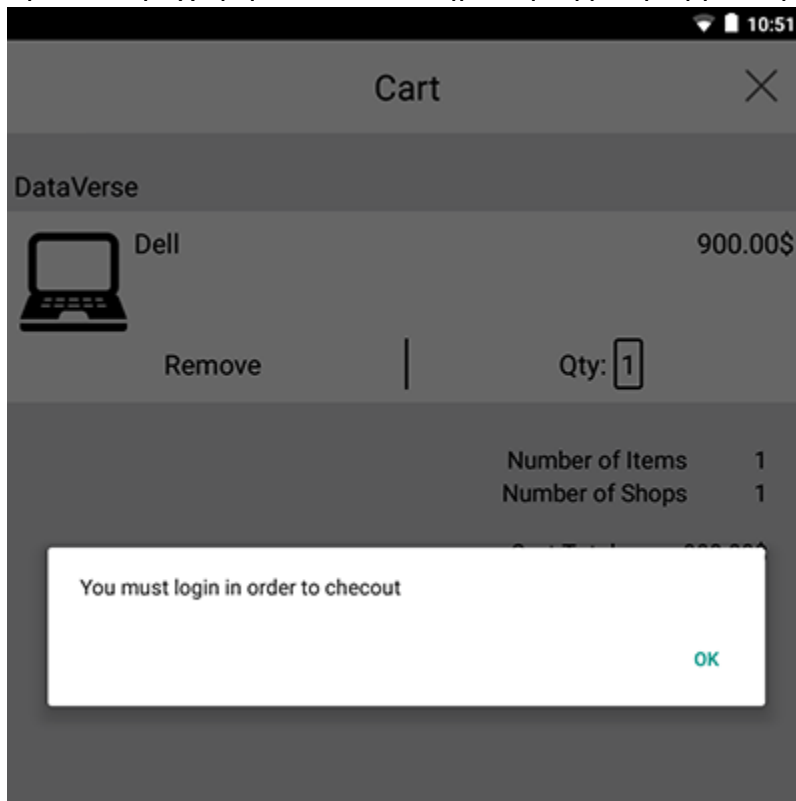 10:51
Cart
DataVerse
Dell 900.00$
Remove Qty: 1
Number of Items 1
Number of Shops 1
You must login in order to checout
OK